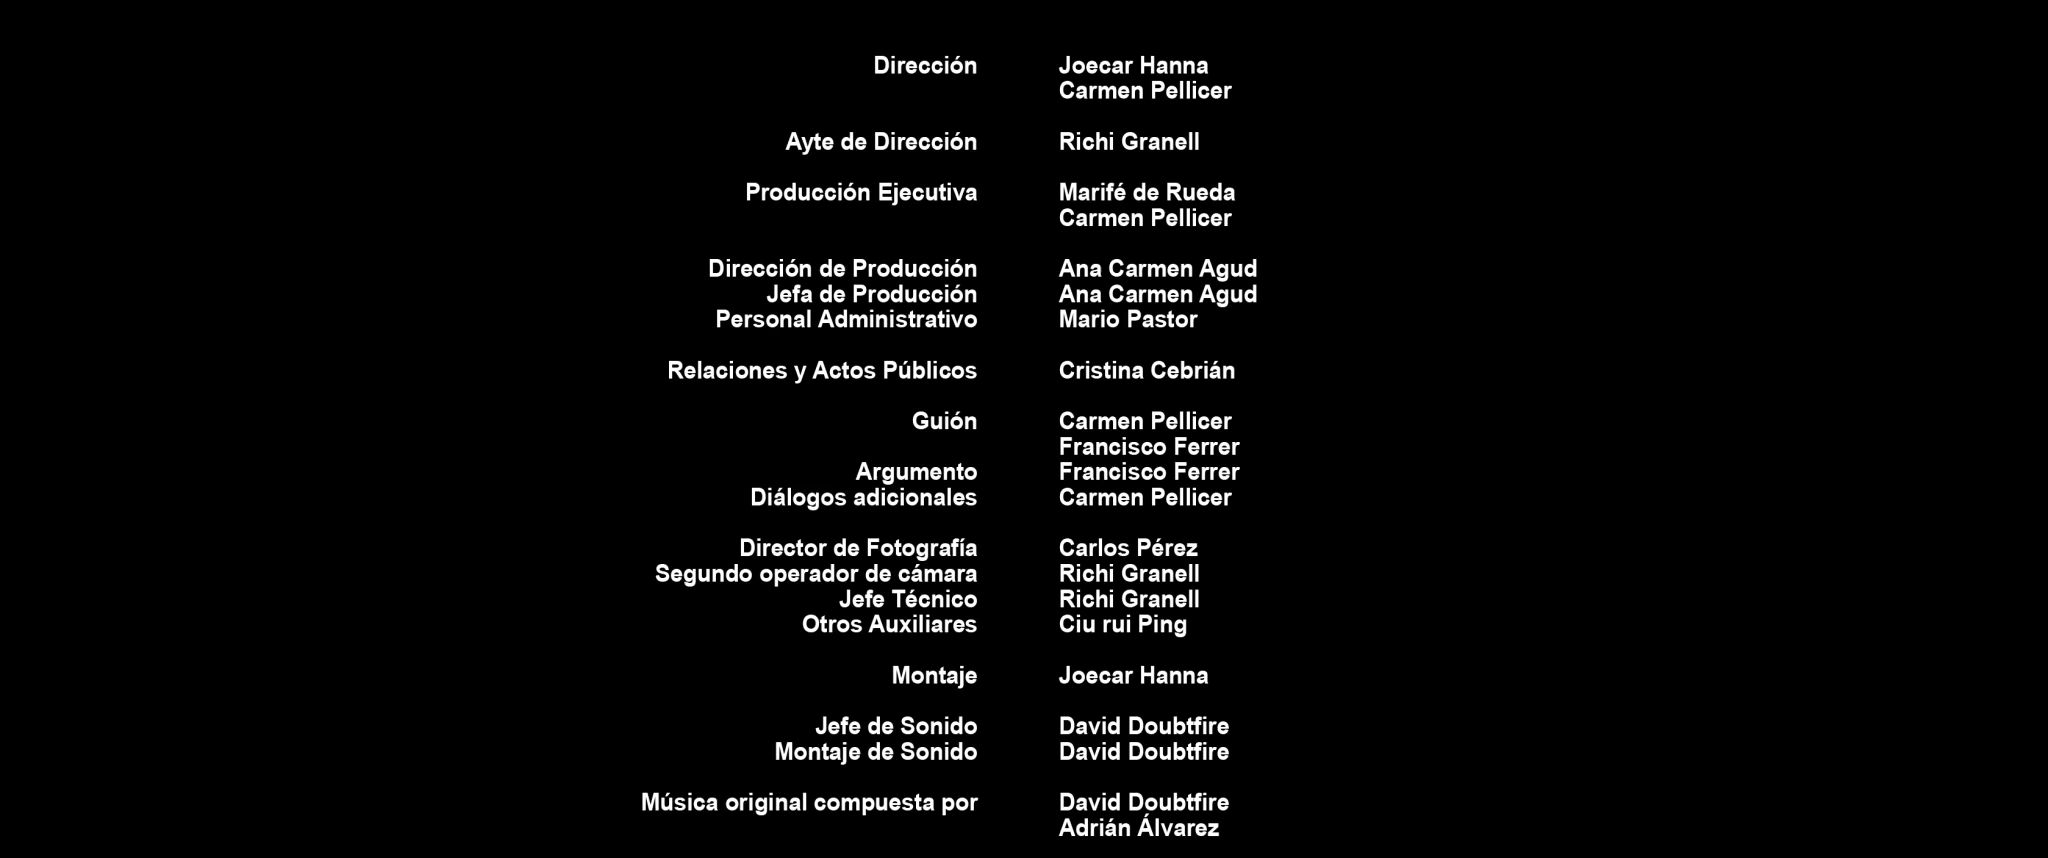 Dirección Joecar Hanna
Carmen Pellicer
Ayte de Dirección Richi Granell
Producción Ejecutiva Marifé de Rueda
Carmen Pellicer
Dirección de Producción Ana Carmen Agud
Jefa de Producción Ana Carmen Agud
Personal Administrativo Mario Pastor
Relaciones y Actos Públicos Cristina Cebrián
Guión Carmen Pellicer
Francisco Ferrer
Argumento Francisco Ferrer
Diálogos adicionales Carmen Pellicer
Director de Fotografía Carlos Pérez
Segundo operador de cámara Richi Granell
Jefe Técnico Richi Granell
Otros Auxiliares Ciu rui Ping
Montaje Joecar Hanna
Jefe de Sonido David Doubtfire
Montaje de Sonido David Doubtfire
Música original compuesta por David Doubtfire
Adrián Álvarez